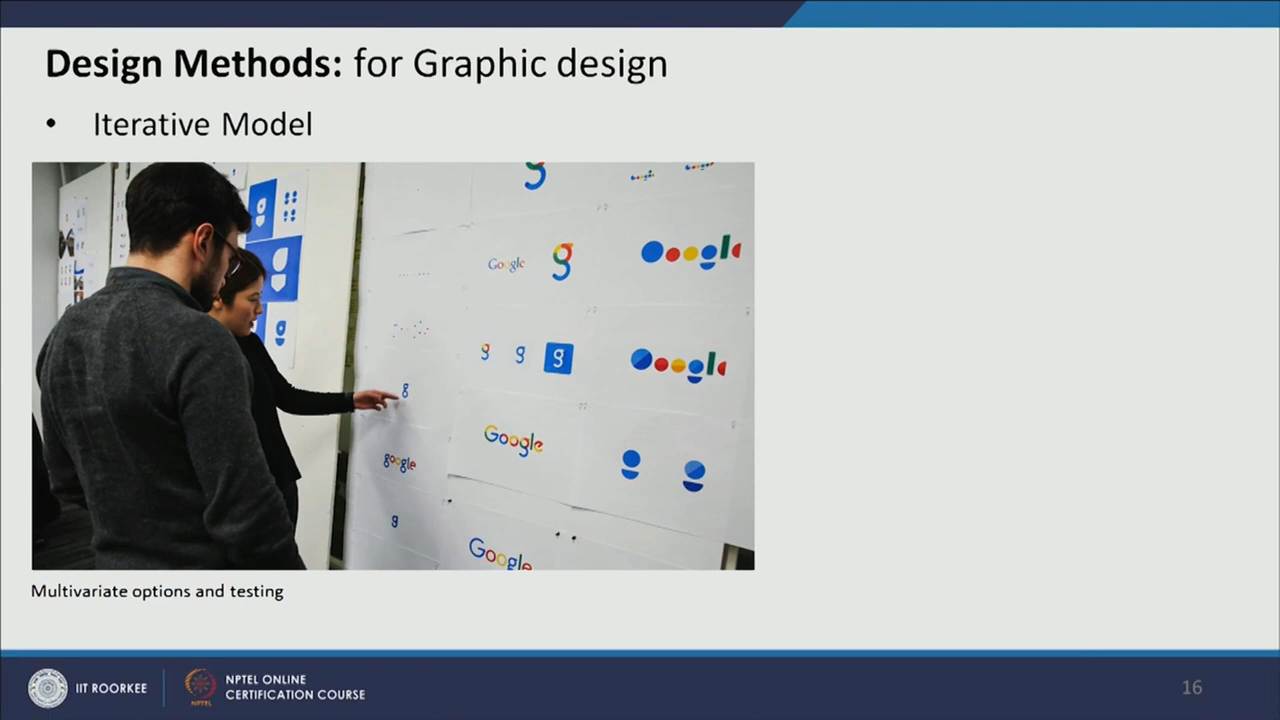 Design Methods: for Graphic design
• Iterative Model
g
Google g
g g g
g
Google
google
g
Google
Multivariate options and testing
IIT ROORKEE
NPTEL
NPTEL ONLINE
CERTIFICATION COURSE
16